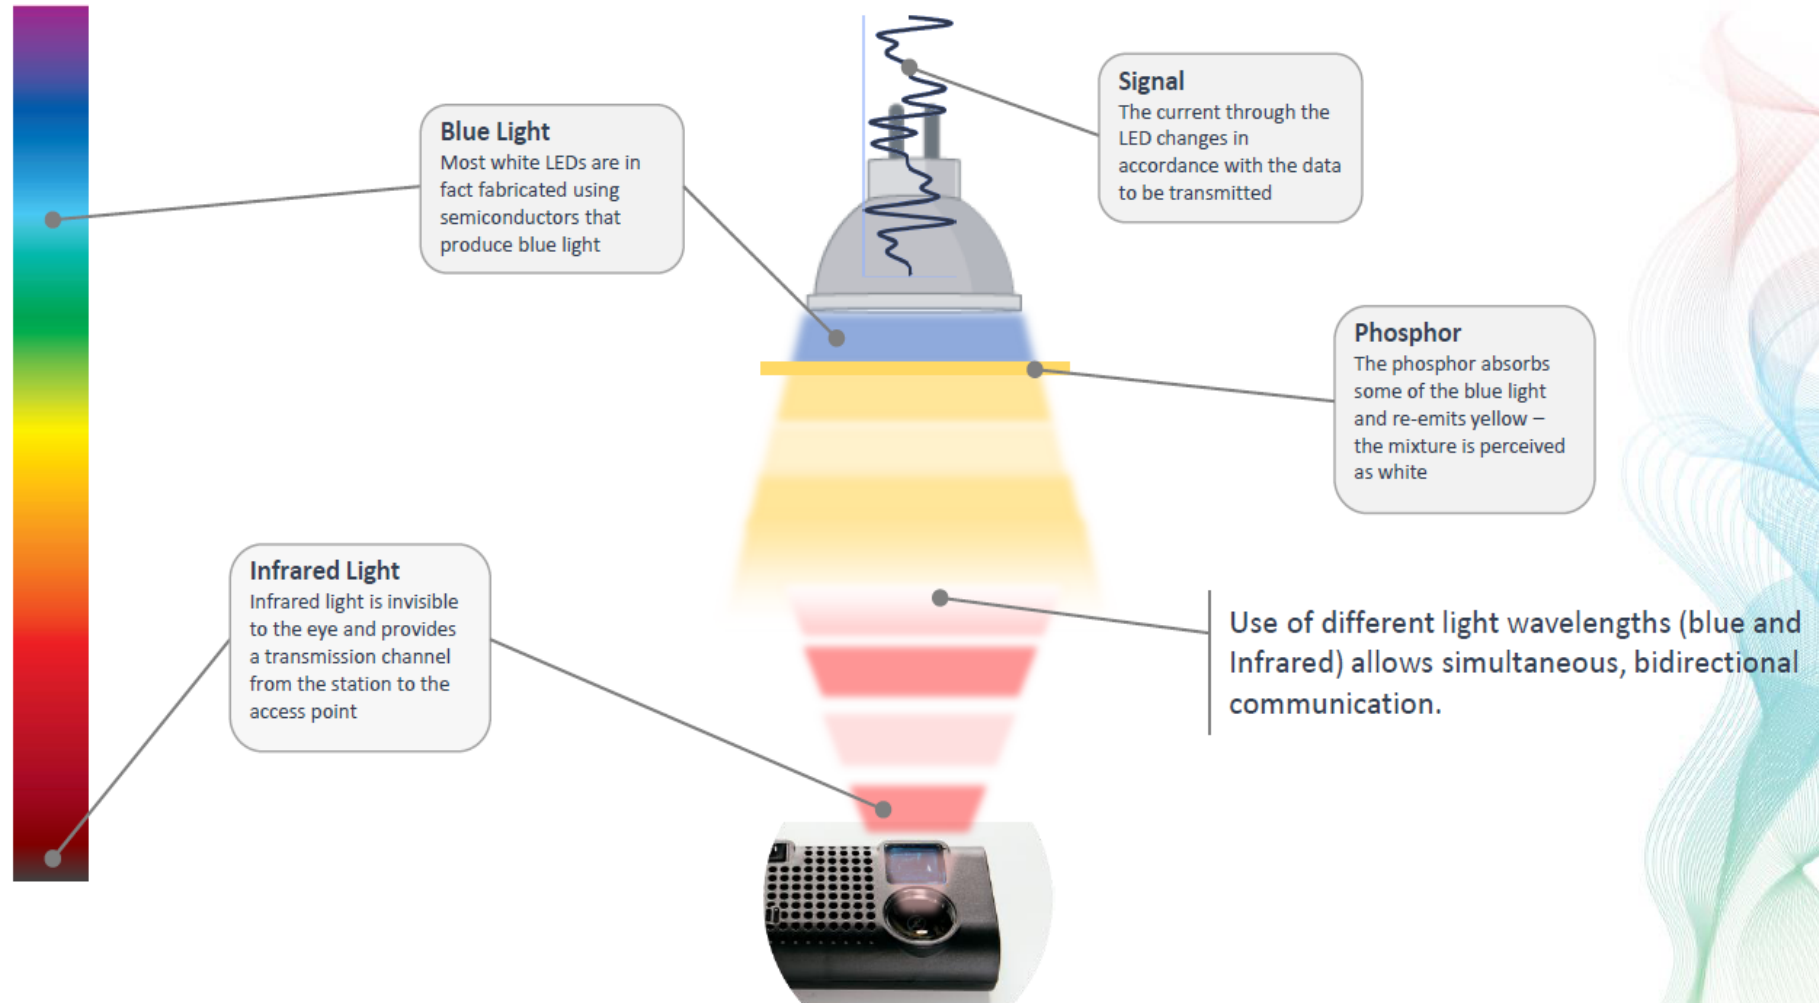 Signal
The current through the
LED changes in
accordance with the data
to be transmitted
Blue Light
Most white LEDs are in
fact fabricated using
semiconductors that
produce blue light
Phosphor
The phosphor absorbs
some of the blue light
and re-emits yellow –
the mixture is perceived
as white
Infrared Light
Infrared light is invisible
to the eye and provides
a transmission channel
from the station to the
access point
Use of different light wavelengths (blue and
Infrared) allows simultaneous, bidirectional
communication.